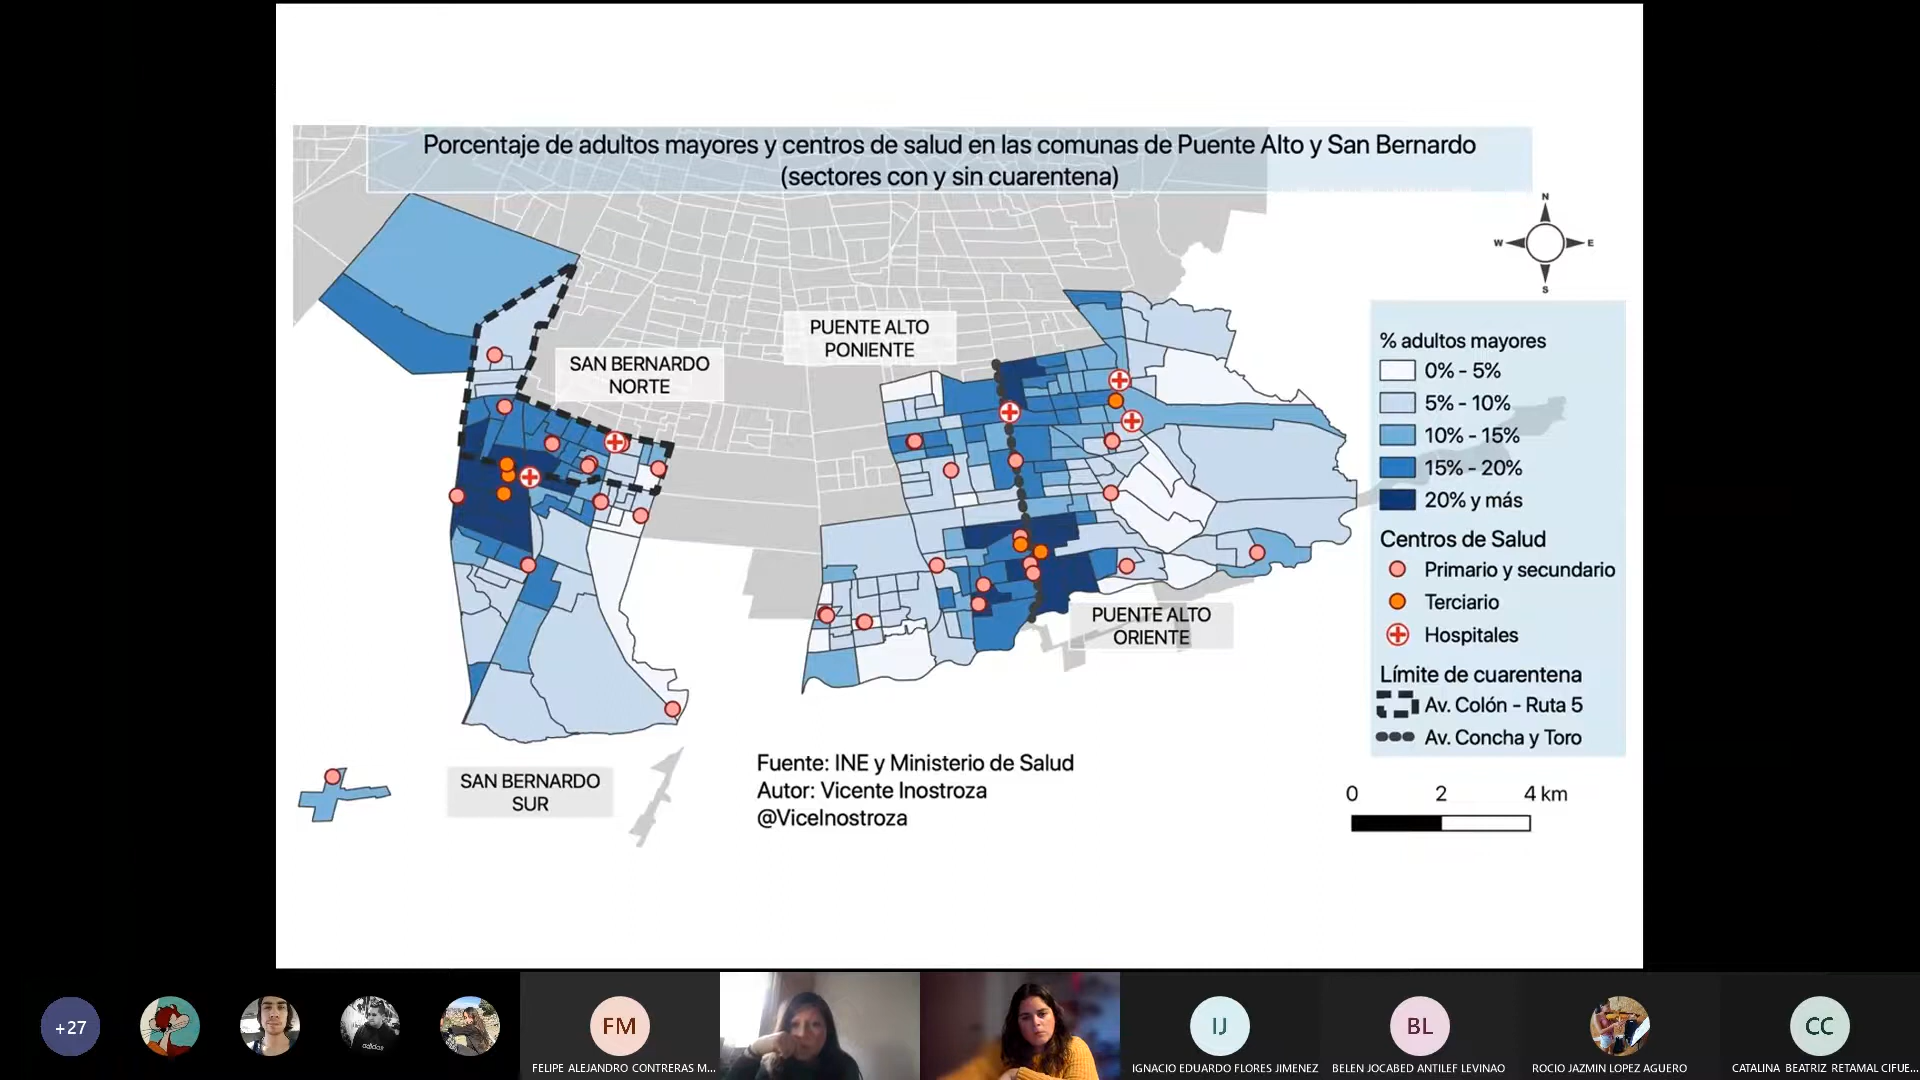 Porcentaje de adultos mayores y centros de salud en las comunas de Puente Alto y San Bernardo
(sectores con y sin cuarentena)
N
W
E
S
SAN BERNARDO
NORTE
PUENTE ALTO
PONIENTE
PUENTE ALTO
ORIENTE
SAN BERNARDO
SUR
% adultos mayores
0% - 5%
5% - 10%
10% - 15%
15% - 20%
20% y más
Centros de Salud
Primario y secundario
Terciario
Hospitales
Límite de cuarentena
Av. Colón - Ruta 5
Av. Concha y Toro
0 2 4 km
Fuente: INE y Ministerio de Salud
Autor: Vicente Inostroza
@ViceInostroza
+27
adidas
FM
FELIPE ALEJANDRO CONTRERAS M...
IJ
IGNACIO EDUARDO FLORES JIMENEZ
BL
BELEN JOCABED ANTILEF LEVINAO
ROCIO JAZMIN LOPEZ AGUERO
CC
CATALINA BEATRIZ RETAMAL CIFUE...